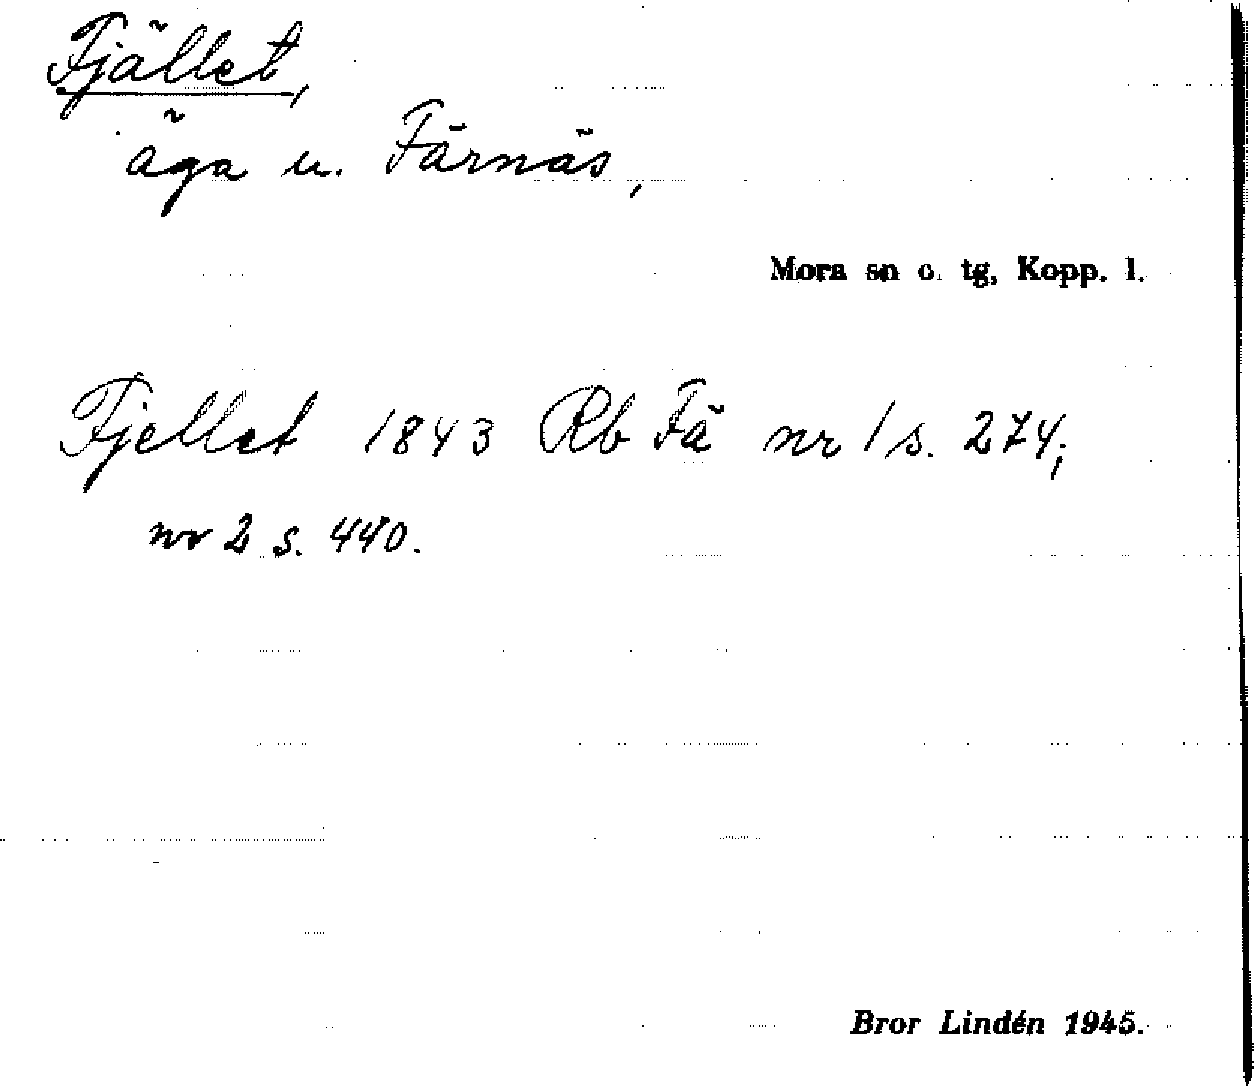 Fjället,
äga u. Färnäs,
Mora sn o. tg, Kopp. l.
Fjellet 1843 Rb Fä nr 1 s. 274;
nr 2 s. 440.
Bror Lindén 1945.